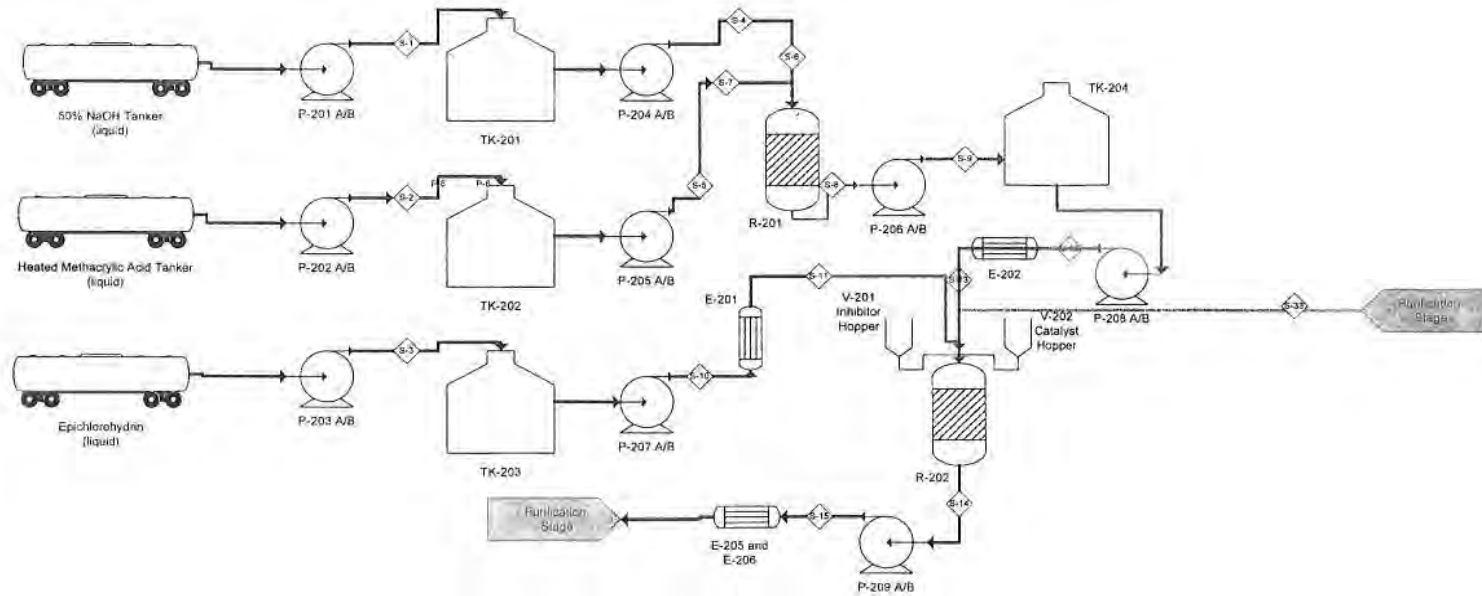 S-1
S-4
S-6
50% NaOH Tanker
(liquid)
P-201 A/B
TK-201
P-204 A/B
S-7
TK-204
S-9
S-8
R-201
P-206 A/B
S-2
P-5
P-6
S-5
Heated Methacrylic Acid Tanker
(liquid)
P-202 A/B
TK-202
P-205 A/B
E-202
P-208 A/B
E-201
S-11
S-13
V-201
Inhibitor
Hopper
V-202
Catalyst
Hopper
Purification
Stage
S-3
S-10
Epichlorohydrin
(liquid)
P-203 A/B
TK-203
P-207 A/B
R-202
S-14
Purification
Stage
S-15
E-205 and
E-206
P-209 A/B